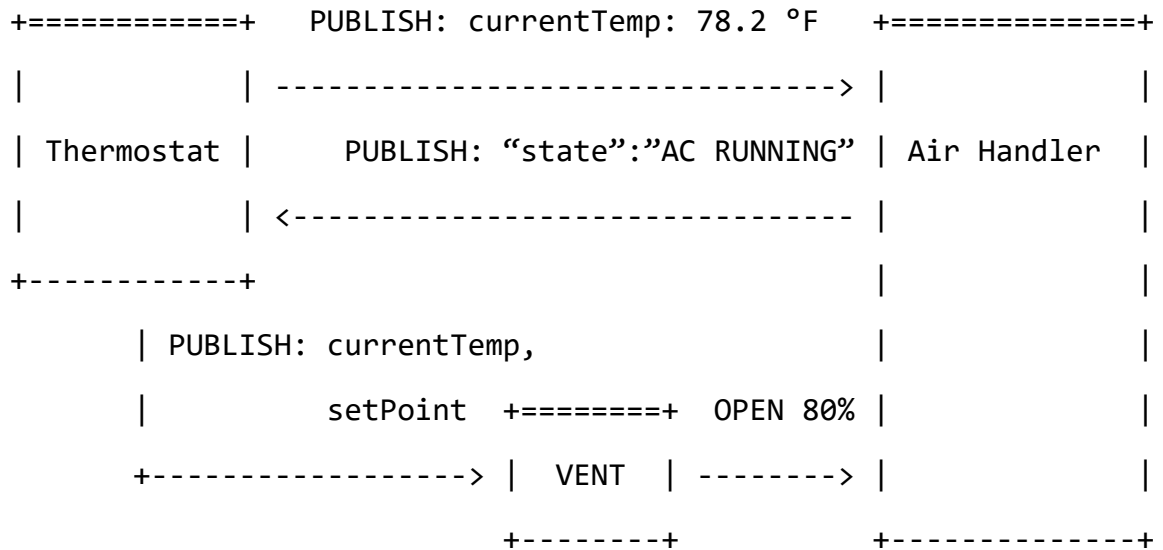 PUBLISH: currentTemp: 78.2 °F
Thermostat
PUBLISH: “state”:”AC RUNNING”
Air Handler
PUBLISH: currentTemp,
setPoint
OPEN 80%
VENT